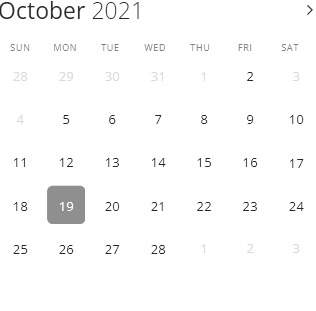 October 2021
SUN MON TUE WED THU FRI SAT
28 29 30 31 1 2 3
4 5 6 7 8 9 10
11 12 13 14 15 16 17
18 19 20 21 22 23 24
25 26 27 28 1 2 3